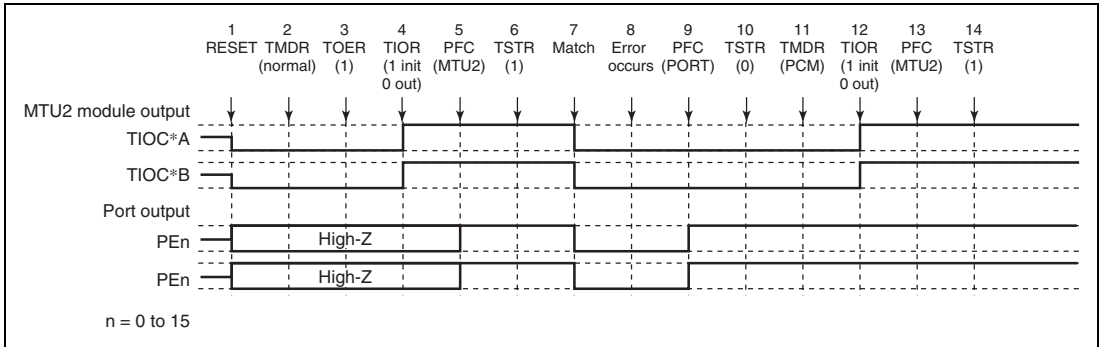 1 2 3 4 5 6 7 8 9 10 11 12 13 14
RESET TMDR TOER TIOR PFC TSTR Match Error PFC TSTR TMDR TIOR PFC TSTR
(normal) (1) (1 init (MTU2) (1) occurs (PORT) (0) (PCM) (1 init (MTU2) (1)
0 out) 0 out)
MTU2 module output
TIOC*A
TIOC*B
Port output
PEn High-Z
PEn High-Z
n = 0 to 15